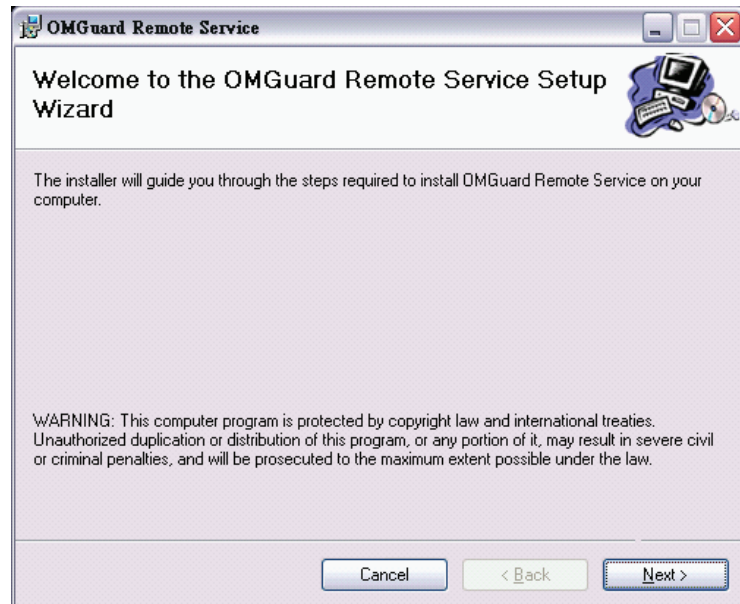 OMGuard Remote Service
Welcome to the OMGuard Remote Service Setup
Wizard
The installer will guide you through the steps required to install OMGuard Remote Service on your
computer.
WARNING: This computer program is protected by copyright law and international treaties.
Unauthorized duplication or distribution of this program, or any portion of it, may result in severe civil
or criminal penalties, and will be prosecuted to the maximum extent possible under the law.
Cancel
< Back
Next >